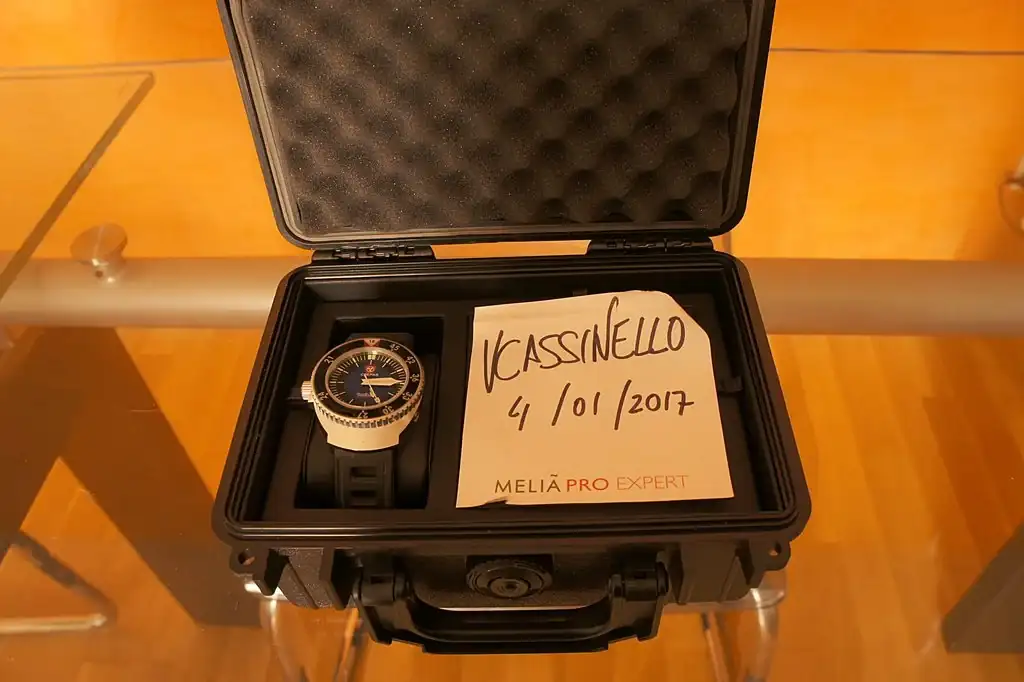 VCASSINELLO
4/01/2017
MELIÃ PRO EXPERT